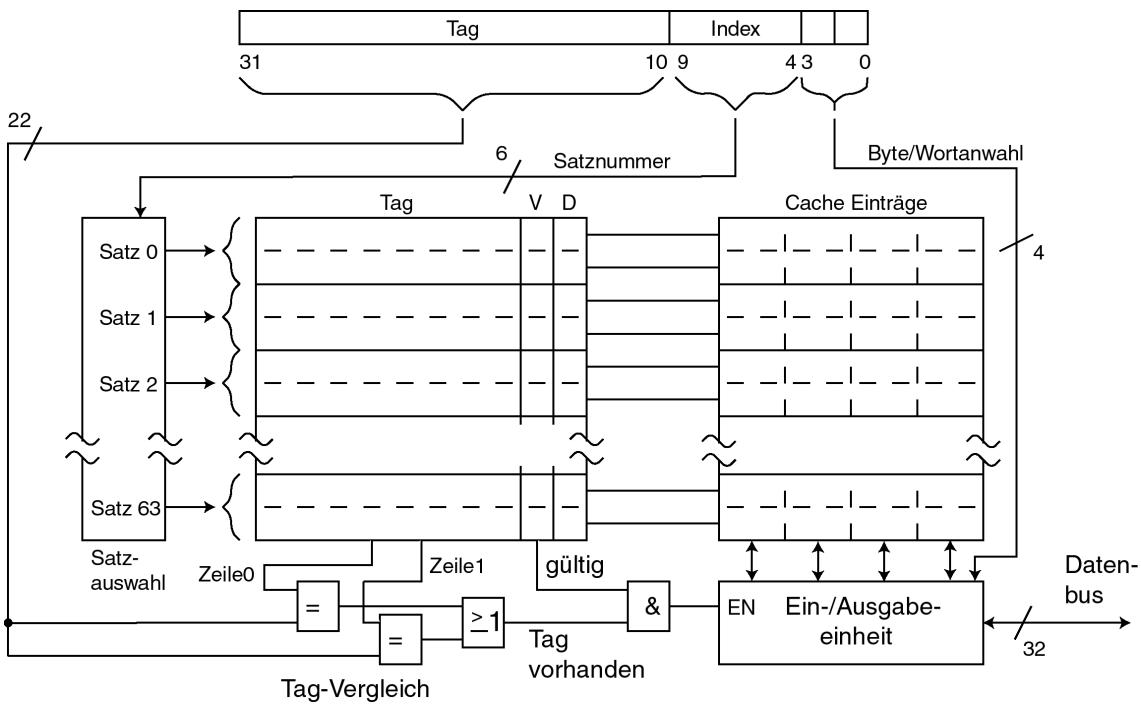 Tag Index
31 10 9 4 3 0
22
6 Satznummer
Byte/Wortanwahl
Tag V D Cache Einträge
Satz 0
4
Satz 1
Satz 2
Satz 63
Satz-
auswahl
Zeile0
Zeile1
gültig
Daten-
bus
=
=
≥1
&
EN
Ein-/Ausgabe-
einheit
32
Tag
vorhanden
Tag-Vergleich